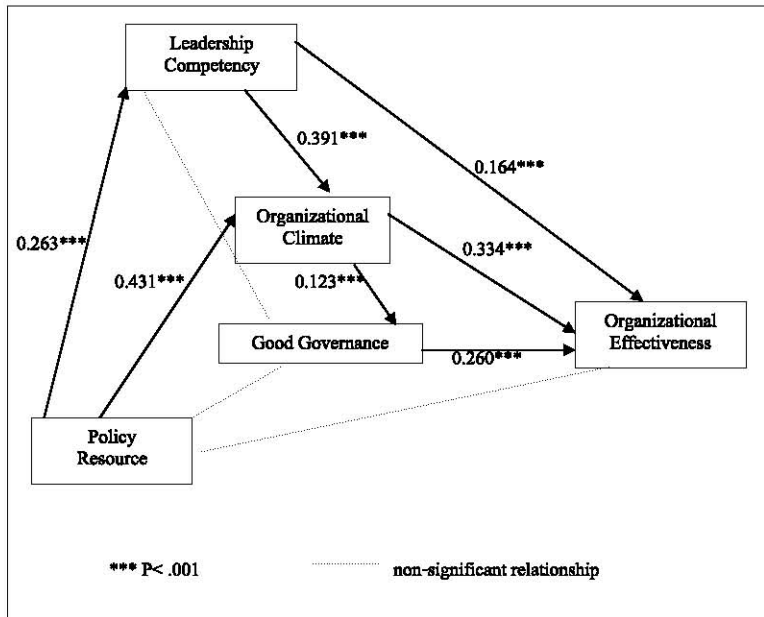 Leadership
Competency
0.391***
0.164***
Organizational
Climate
0.263***
0.431***
0.334***
0.123***
Good Governance
0.260***
Organizational
Effectiveness
Policy
Resource
*** P< .001
non-significant relationship